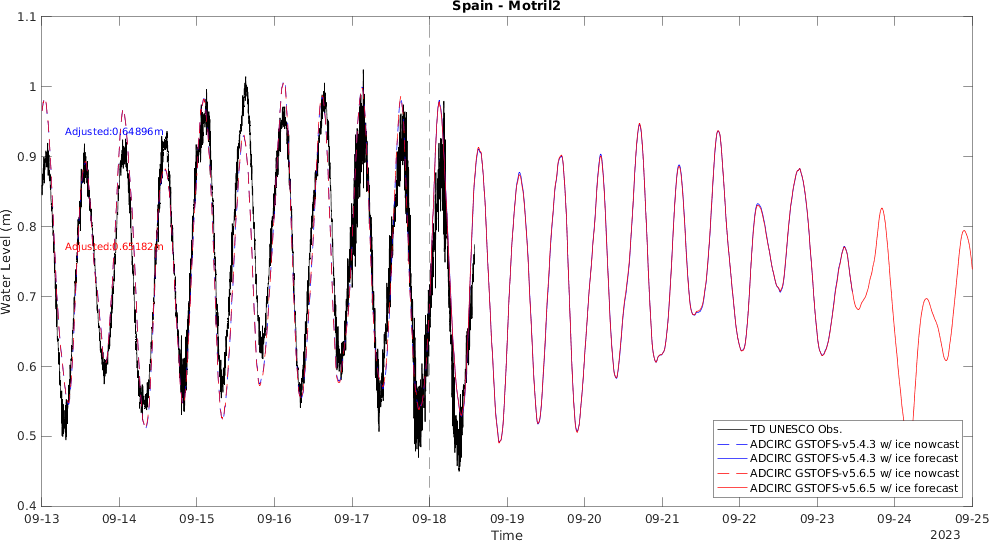 Spain - Motril2
Water Level (m)
1.1
1
0.9
0.8
0.7
0.6
0.5
0.4
Adjusted:0.64896m
Adjusted:0.65182m
TD UNESCO Obs.
ADCIRC GSTOFS-v5.4.3 w/ ice nowcast
ADCIRC GSTOFS-v5.4.3 w/ ice forecast
ADCIRC GSTOFS-v5.6.5 w/ ice nowcast
ADCIRC GSTOFS-v5.6.5 w/ ice forecast
09-13 09-14 09-15 09-16 09-17 09-18 09-19 09-20 09-21 09-22 09-23 09-24 09-25
Time
2023